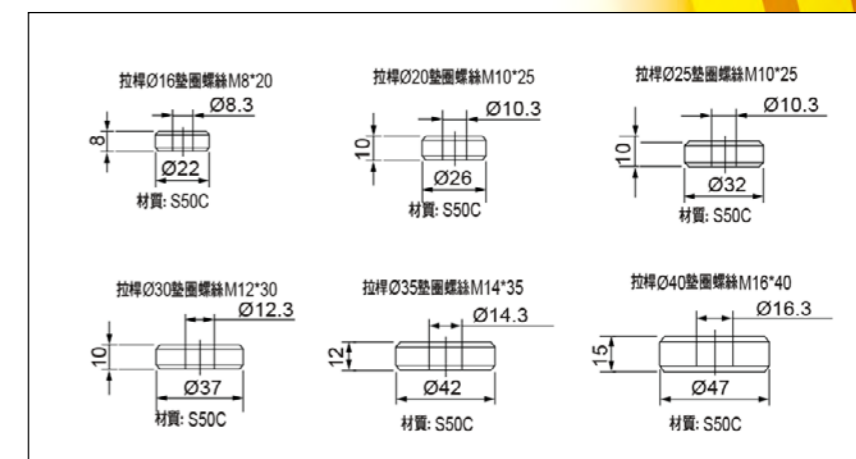 拉桿Ø16墊圈螺絲M8*20
Ø8.3
8
Ø22
材質: S50C
拉桿Ø20墊圈螺絲M10*25
Ø10.3
10
Ø26
材質: S50C
拉桿Ø25墊圈螺絲M10*25
Ø10.3
10
Ø32
材質: S50C
拉桿Ø30墊圈螺絲M12*30
Ø12.3
10
Ø37
材質: S50C
拉桿Ø35墊圈螺絲M14*35
Ø14.3
12
Ø42
材質: S50C
拉桿Ø40墊圈螺絲M16*40
Ø16.3
15
Ø47
材質: S50C